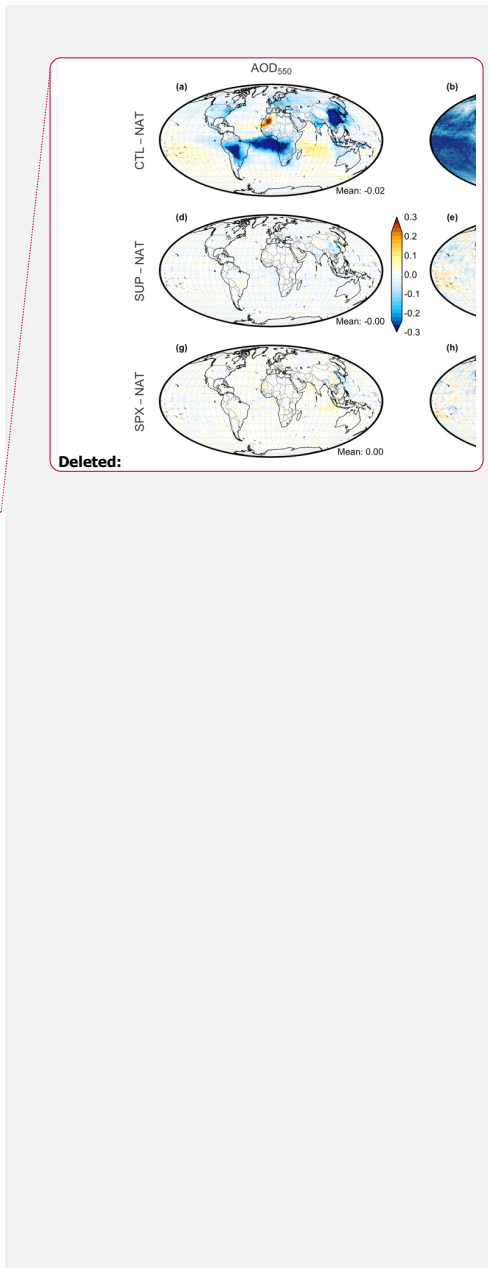 AOD550
(a)
(b)
CTL – NAT
Mean: -0.02
(d)
(e)
SUP – NAT
0.3
0.2
0.1
0.0
-0.1
-0.2
-0.3
Mean: -0.00
(g)
(h)
SPX – NAT
Mean: 0.00
Deleted: